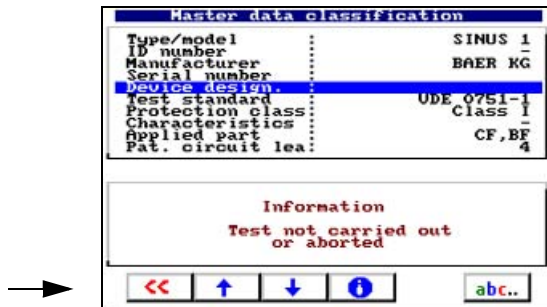 Master data classification
Type/model : SINUS 1
ID number : –
Manufacturer : BAER KG
Serial number :
Device design. :
Test standard : VDE 0751-1
Protection class: Class I
Characteristics : –
Applied part : CF,BF
Pat. circuit lea: 4
Information
Test not carried out
or aborted
<< abc..